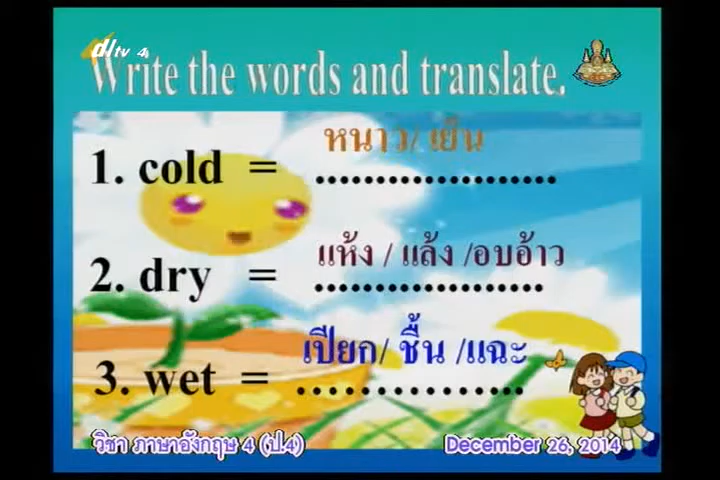 dltv 4
Write the words and translate.
หนาว/ เย็น
1. cold = ....................
แห้ง / แล้ง /อบอ้าว
2. dry = ...................
เปียก/ ชื้น /แฉะ
3. wet = ...............
วิชา ภาษาอังกฤษ 4 (ป.4)
December 26, 2014